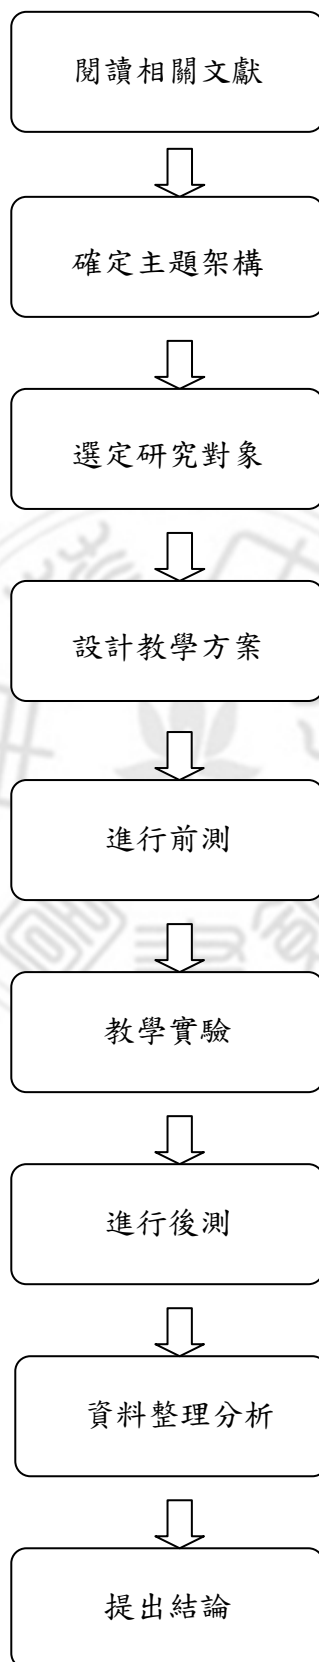 閱讀相關文獻
確定主題架構
選定研究對象
設計教學方案
進行前測
教學實驗
進行後測
資料整理分析
提出結論